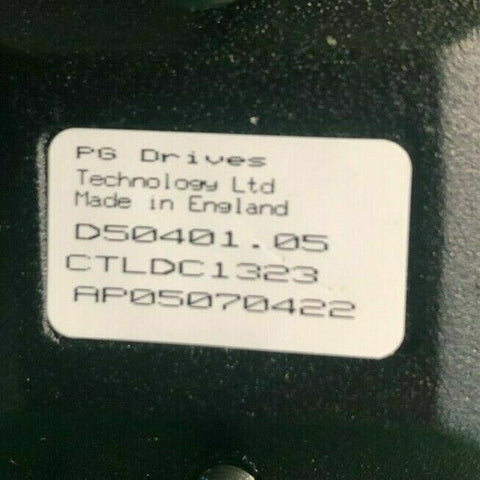 PG Drives
Technology Ltd
Made in England
D50401.05
CTLDC1323
AP05070422